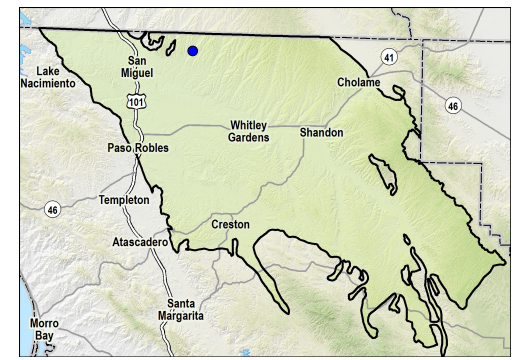 San
Miguel
Lake
Nacimiento
41
Cholame
101
46
Whitley
Gardens
Shandon
Paso Robles
Templeton
46
Creston
Atascadero
Santa
Margarita
Morro
Bay